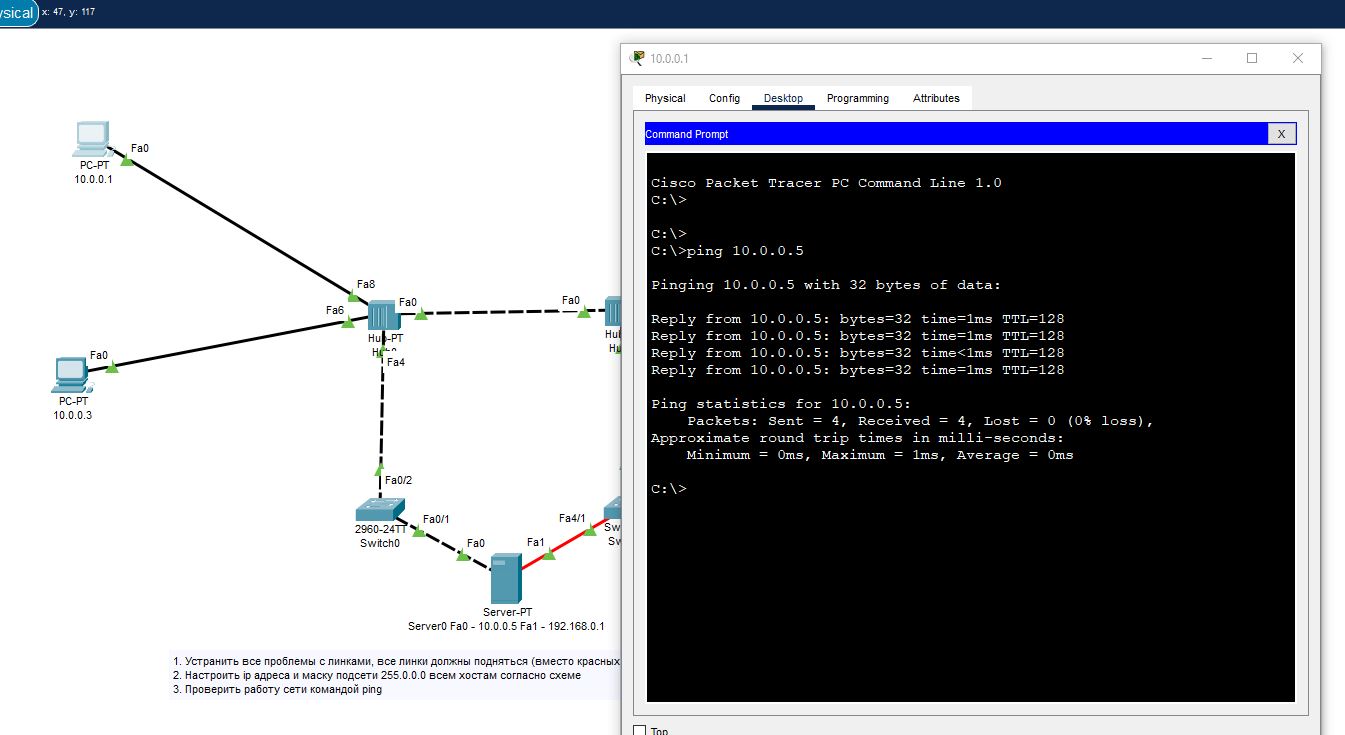 ysical x: 47, y: 117
10.0.0.1
Physical Config Desktop Programming Attributes
Command Prompt X
Cisco Packet Tracer PC Command Line 1.0
C:\>
C:\>
C:\>ping 10.0.0.5
Pinging 10.0.0.5 with 32 bytes of data:
Reply from 10.0.0.5: bytes=32 time=1ms TTL=128
Reply from 10.0.0.5: bytes=32 time=1ms TTL=128
Reply from 10.0.0.5: bytes=32 time<1ms TTL=128
Reply from 10.0.0.5: bytes=32 time=1ms TTL=128
Ping statistics for 10.0.0.5:
Packets: Sent = 4, Received = 4, Lost = 0 (0% loss),
Approximate round trip times in milli-seconds:
Minimum = 0ms, Maximum = 1ms, Average = 0ms
C:\>
Top
Fa0
PC-PT
10.0.0.1
Fa8
Fa6
Fa0
Fa0
Hub-PT
Fa4
Fa0
PC-PT
10.0.0.3
Fa0/2
2960-24TT
Switch0
Fa0/1
Fa0
Fa1
Fa4/1
Server-PT
Server0 Fa0 - 10.0.0.5 Fa1 - 192.168.0.1
1. Устранить все проблемы с линками, все линки должны подняться (вместо красных
2. Настроить ip адреса и маску подсети 255.0.0.0 всем хостам согласно схеме
3. Проверить работу сети командой ping